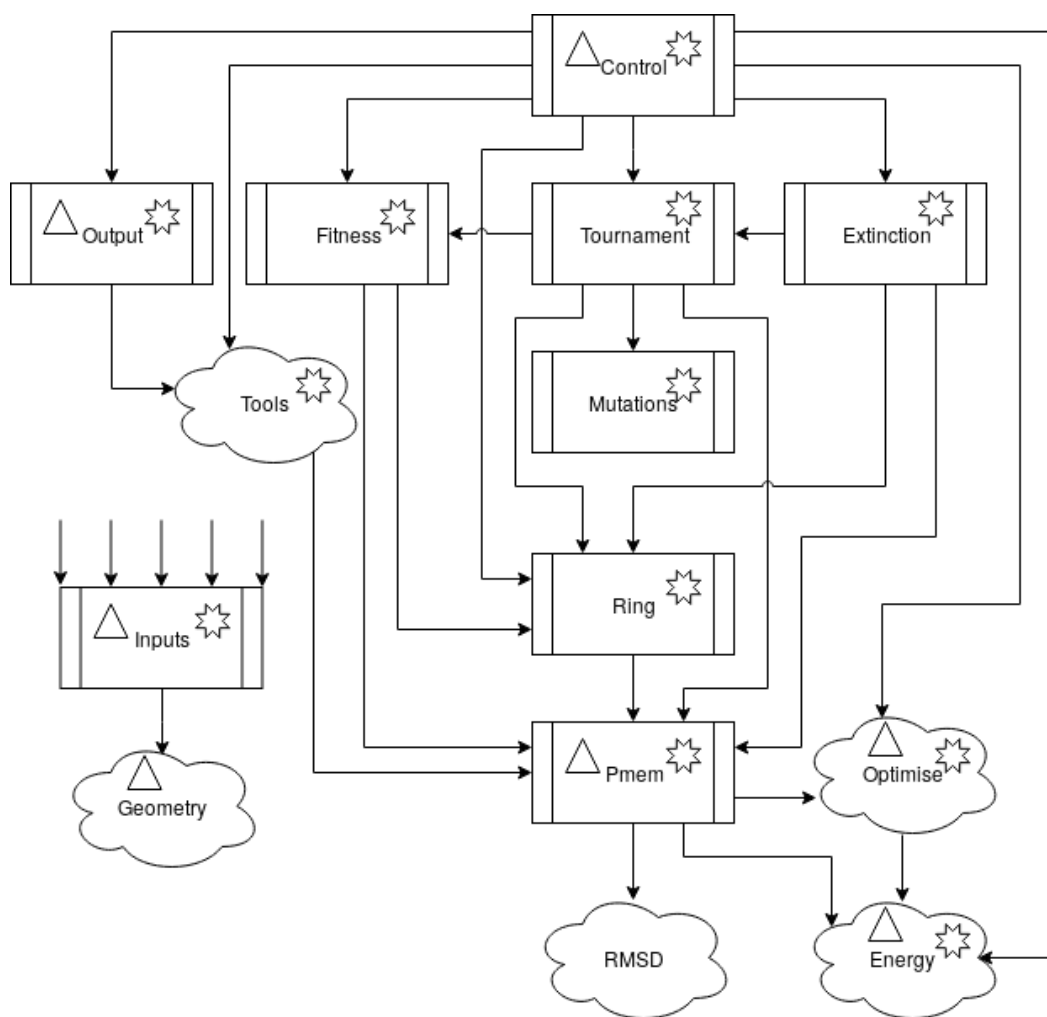 Control
Output
Fitness
Tournament
Extinction
Tools
Mutations
Ring
Inputs
Pmem
Optimise
Geometry
RMSD
Energy